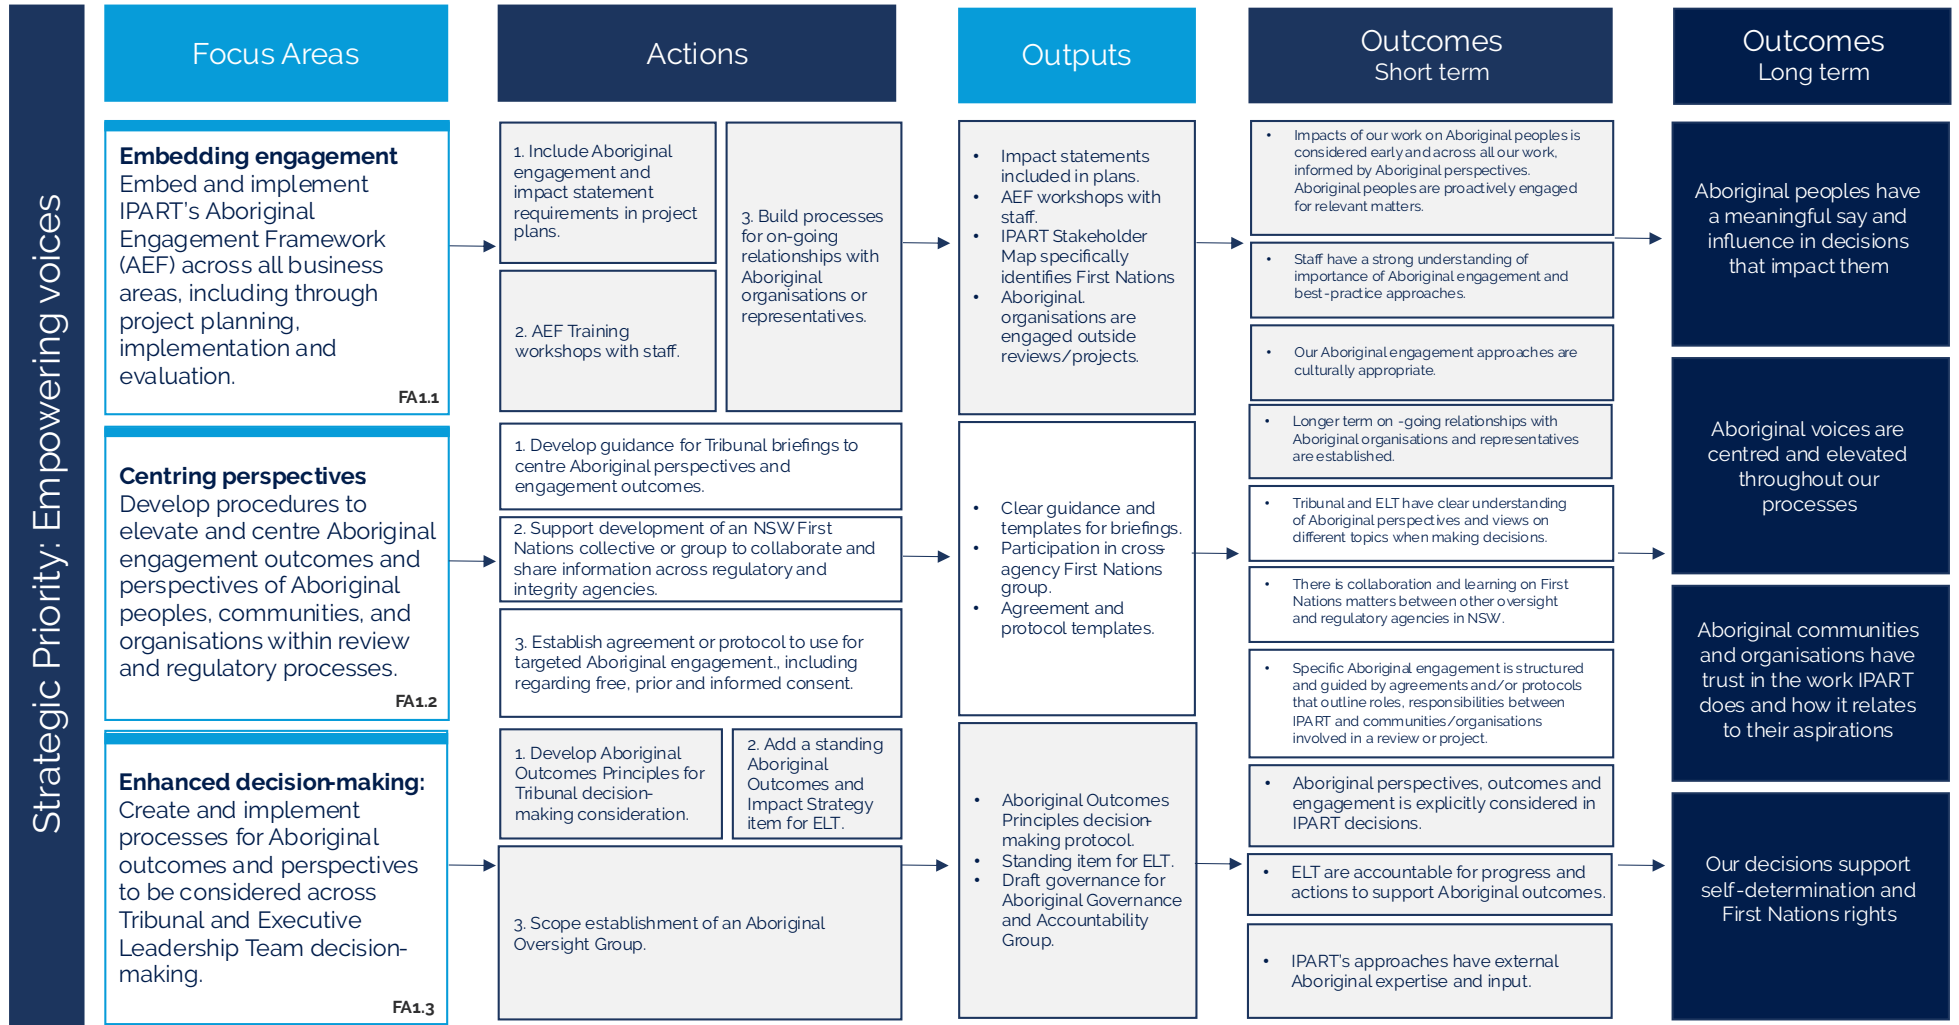 Strategic Priority: Empowering voices
Focus Areas
Actions
Outputs
Outcomes
Short term
Outcomes
Long term
Embedding engagement
Embed and implement
IPART's Aboriginal
Engagement Framework
(AEF) across all business
areas, including through
project planning,
implementation and
evaluation.
FA1.1
1. Include Aboriginal
engagement and
impact statement
requirements in project
plans.
2. AEF Training
workshops with staff.
3. Build processes
for on-going
relationships with
Aboriginal
organisations or
representatives.
• Impact statements
included in plans.
• AEF workshops with
staff.
• IPART Stakeholder
Map specifically
identifies First Nations
• Aboriginal.
organisations are
engaged outside
reviews/projects.
• Impacts of our work on Aboriginal peoples is
considered early and across all our work,
informed by Aboriginal perspectives.
Aboriginal peoples are proactively engaged
for relevant matters.
• Staff have a strong understanding of
importance of Aboriginal engagement and
best-practice approaches.
• Our Aboriginal engagement approaches are
culturally appropriate.
• Longer term on -going relationships with
Aboriginal organisations and representatives
are established.
Aboriginal peoples have
a meaningful say and
influence in decisions
that impact them
Centring perspectives
Develop procedures to
elevate and centre Aboriginal
engagement outcomes and
perspectives of Aboriginal
peoples, communities, and
organisations within review
and regulatory processes.
FA1.2
1. Develop guidance for Tribunal briefings to
centre Aboriginal perspectives and
engagement outcomes.
2. Support development of an NSW First
Nations collective or group to collaborate and
share information across regulatory and
integrity agencies.
3. Establish agreement or protocol to use for
targeted Aboriginal engagement., including
regarding free, prior and informed consent.
• Clear guidance and
templates for briefings.
• Participation in cross-
agency First Nations
group.
• Agreement and
protocol templates.
• Tribunal and ELT have clear understanding
of Aboriginal perspectives and views on
different topics when making decisions.
• There is collaboration and learning on First
Nations matters between other oversight
and regulatory agencies in NSW.
• Specific Aboriginal engagement is structured
and guided by agreements and/or protocols
that outline roles, responsibilities between
IPART and communities/organisations
involved in a review or project.
Aboriginal voices are
centred and elevated
throughout our
processes
Aboriginal communities
and organisations have
trust in the work IPART
does and how it relates
to their aspirations
Enhanced decision-making:
Create and implement
processes for Aboriginal
outcomes and perspectives
to be considered across
Tribunal and Executive
Leadership Team decision-
making.
FA1.3
1. Develop Aboriginal
Outcomes Principles for
Tribunal decision-
making consideration.
2. Add a standing
Aboriginal
Outcomes and
Impact Strategy
item for ELT.
3. Scope establishment of an Aboriginal
Oversight Group.
• Aboriginal Outcomes
Principles decision-
making protocol.
• Standing item for ELT.
• Draft governance for
Aboriginal Governance
and Accountability
Group.
• Aboriginal perspectives, outcomes and
engagement is explicitly considered in
IPART decisions.
• ELT are accountable for progress and
actions to support Aboriginal outcomes.
• IPART's approaches have external
Aboriginal expertise and input.
Our decisions support
self-determination and
First Nations rights